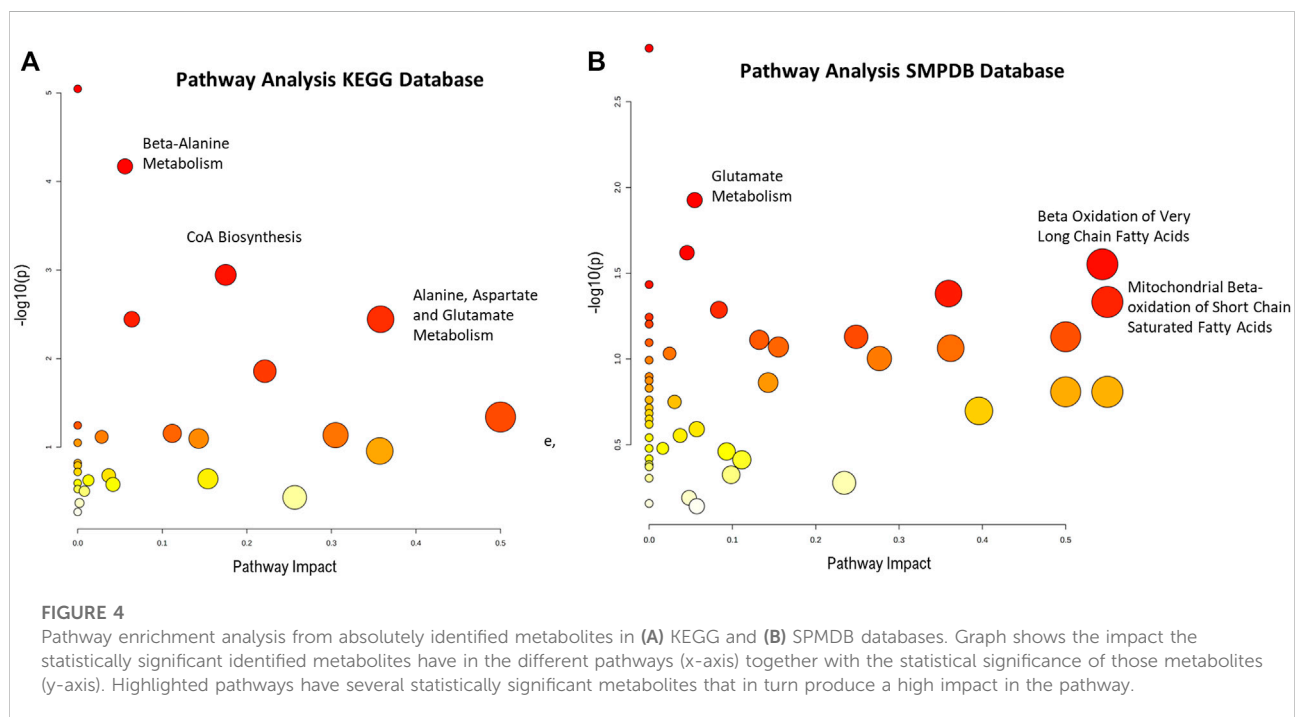 A
Pathway Analysis KEGG Database
5
4
3
2
1
-log10(p)
Beta-Alanine
Metabolism
CoA Biosynthesis
Alanine, Aspartate
and Glutamate
Metabolism
e,
0.0 0.1 0.2 0.3 0.4 0.5
Pathway Impact
B
Pathway Analysis SMPDB Database
2.5
2.0
1.5
1.0
0.5
-log10(p)
Glutamate
Metabolism
Beta Oxidation of Very
Long Chain Fatty Acids
Mitochondrial Beta-
oxidation of Short Chain
Saturated Fatty Acids
0.0 0.1 0.2 0.3 0.4 0.5
Pathway Impact
FIGURE 4
Pathway enrichment analysis from absolutely identified metabolites in (A) KEGG and (B) SPMDB databases. Graph shows the impact the
statistically significant identified metabolites have in the different pathways (x-axis) together with the statistical significance of those metabolites
(y-axis). Highlighted pathways have several statistically significant metabolites that in turn produce a high impact in the pathway.